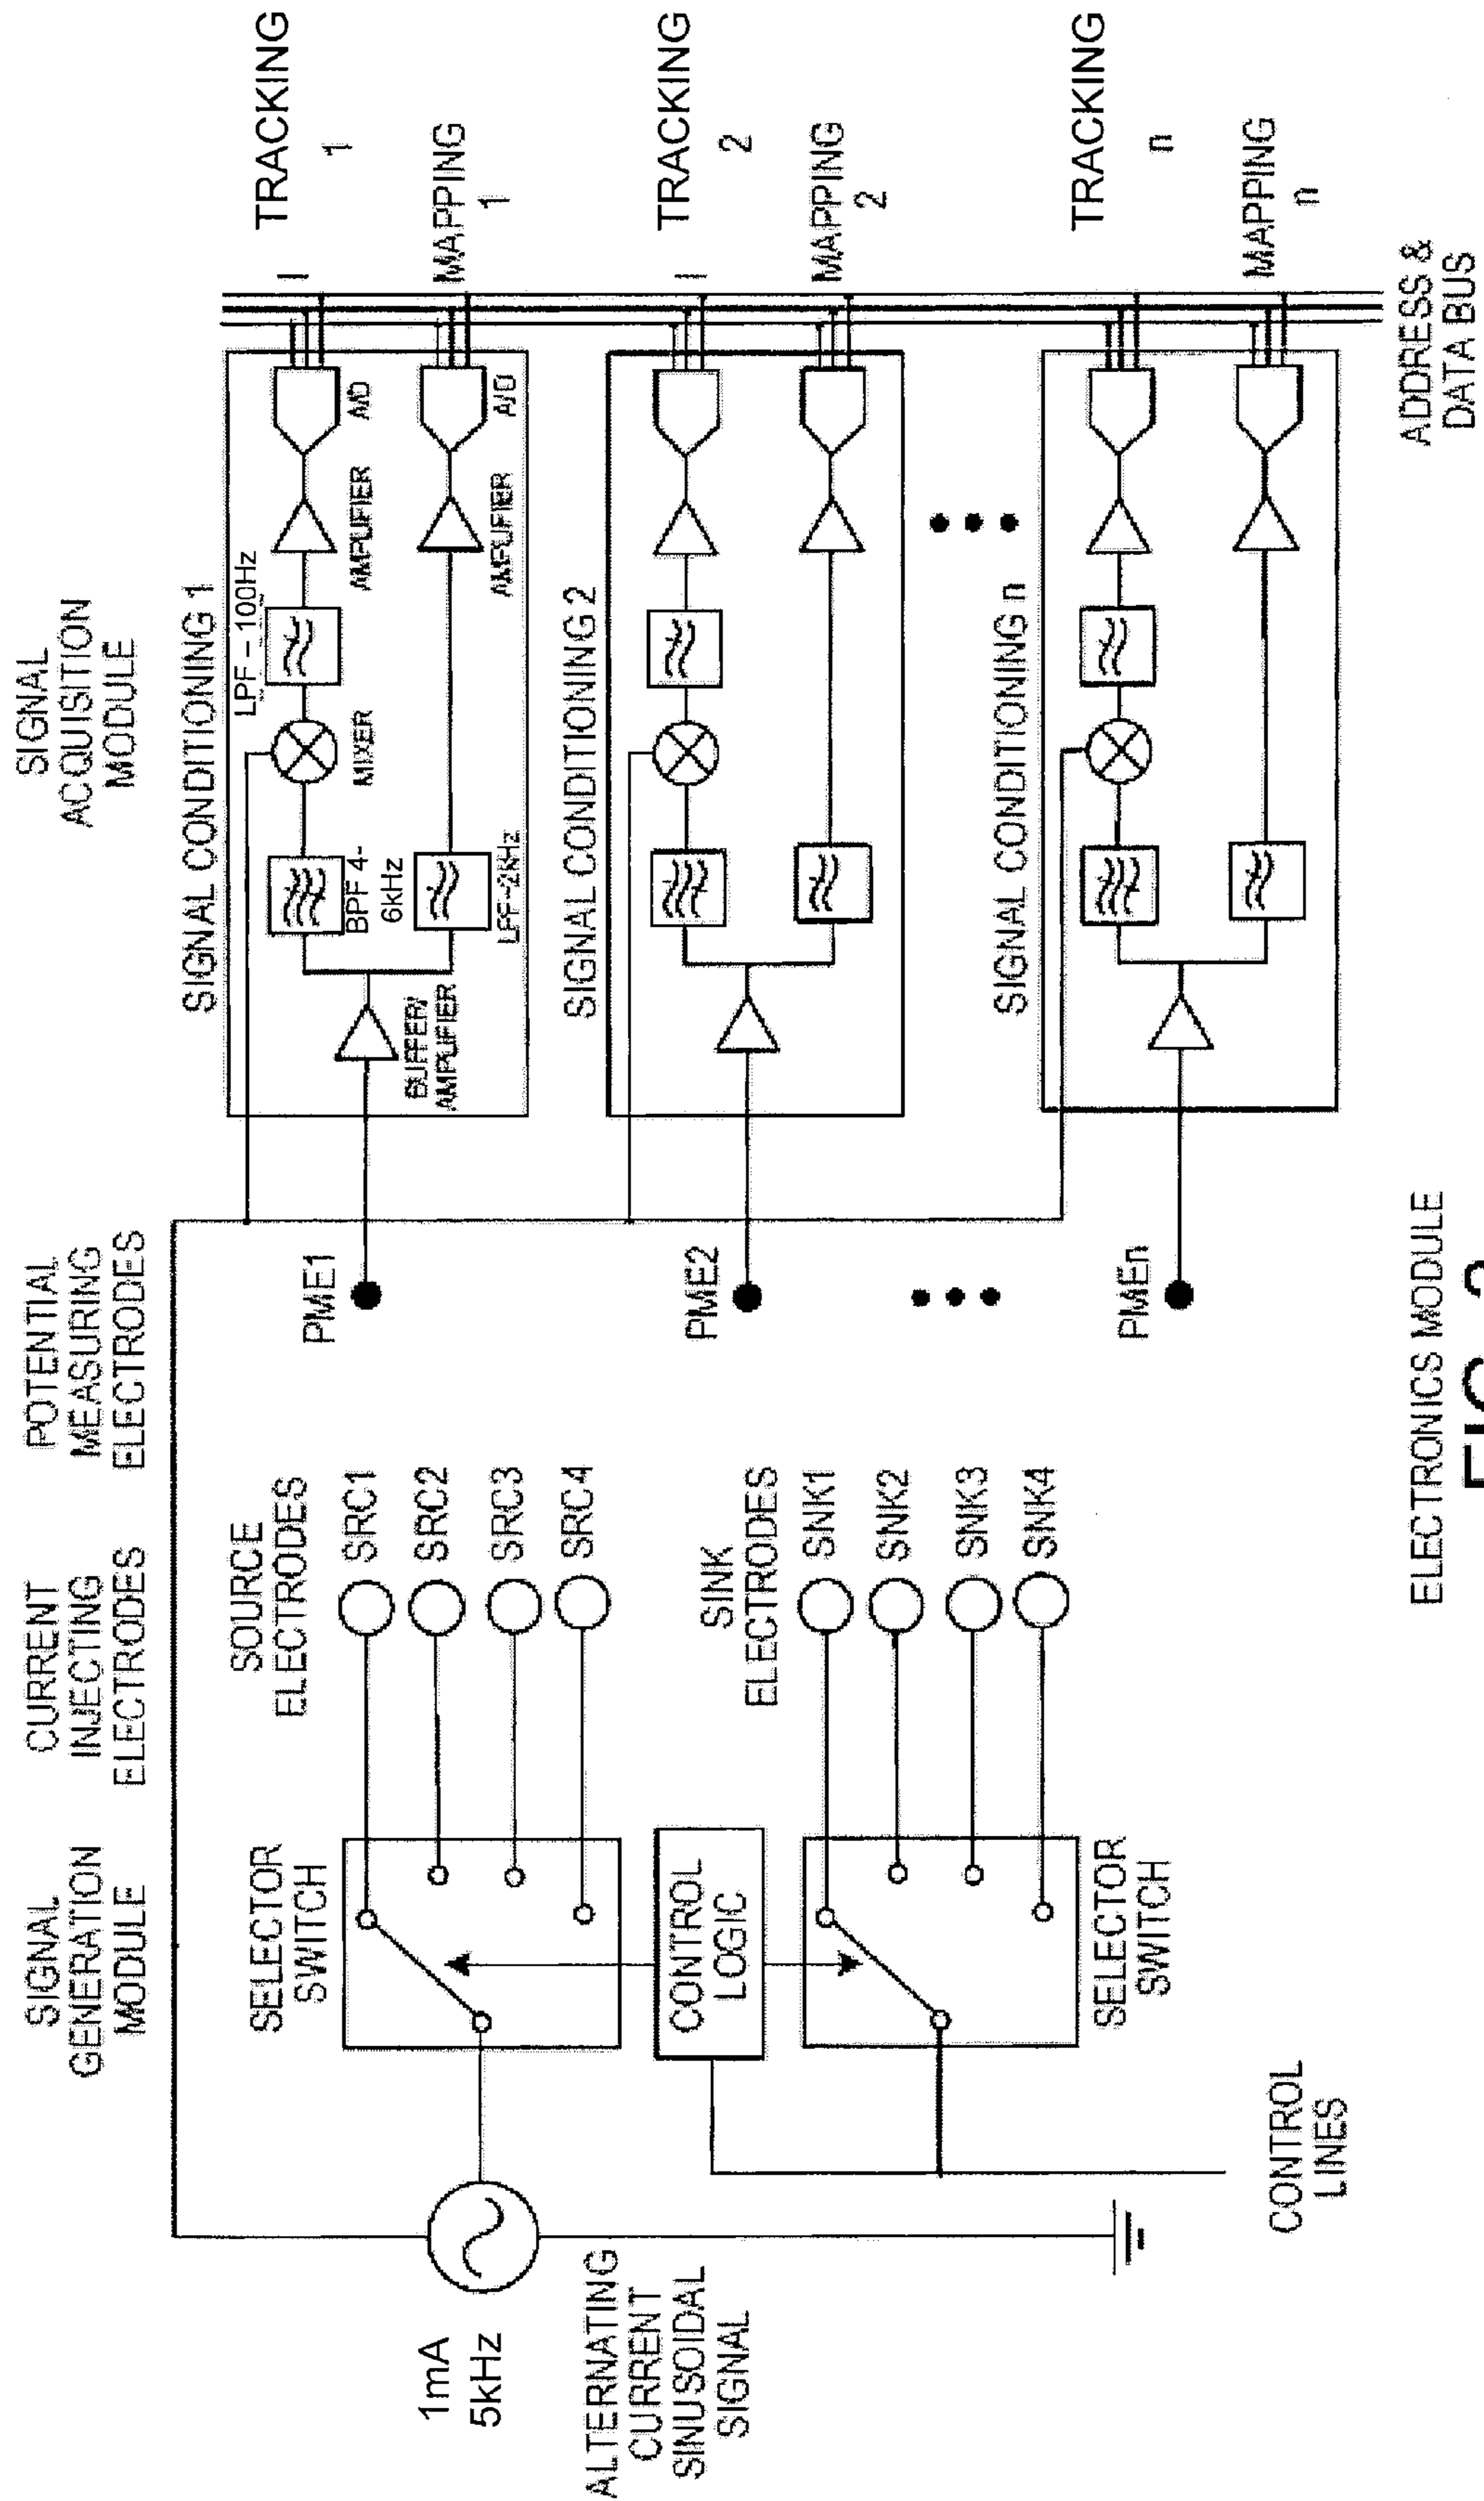 SIGNAL
GENERATION
MODULE
CURRENT
INJECTING
ELECTRODES
POTENTIAL
MEASURING
ELECTRODES
SIGNAL
ACQUISITION
MODULE
1mA
5kHz
ALTERNATING
CURRENT
SINUSOIDAL
SIGNAL
SELECTOR
SWITCH
SOURCE
ELECTRODES
SRC1
SRC2
SRC3
SRC4
CONTROL
LOGIC
SINK
ELECTRODES
SNK1
SNK2
SNK3
SNK4
SELECTOR
SWITCH
CONTROL
LINES
PME1
PME2
PMEn
SIGNAL CONDITIONING 1
LPF – 100Hz
BUFFER/
AMPLIFIER
BPF 4-
6kHz
MIXER
AMPLIFIER
A/D
LPF-2kHz
AMPLIFIER
A/D
TRACKING
1
MAPPING
1
SIGNAL CONDITIONING 2
TRACKING
2
MAPPING
2
SIGNAL CONDITIONING n
TRACKING
n
MAPPING
n
ADDRESS &
DATA BUS
ELECTRONICS MODULE
FIG.